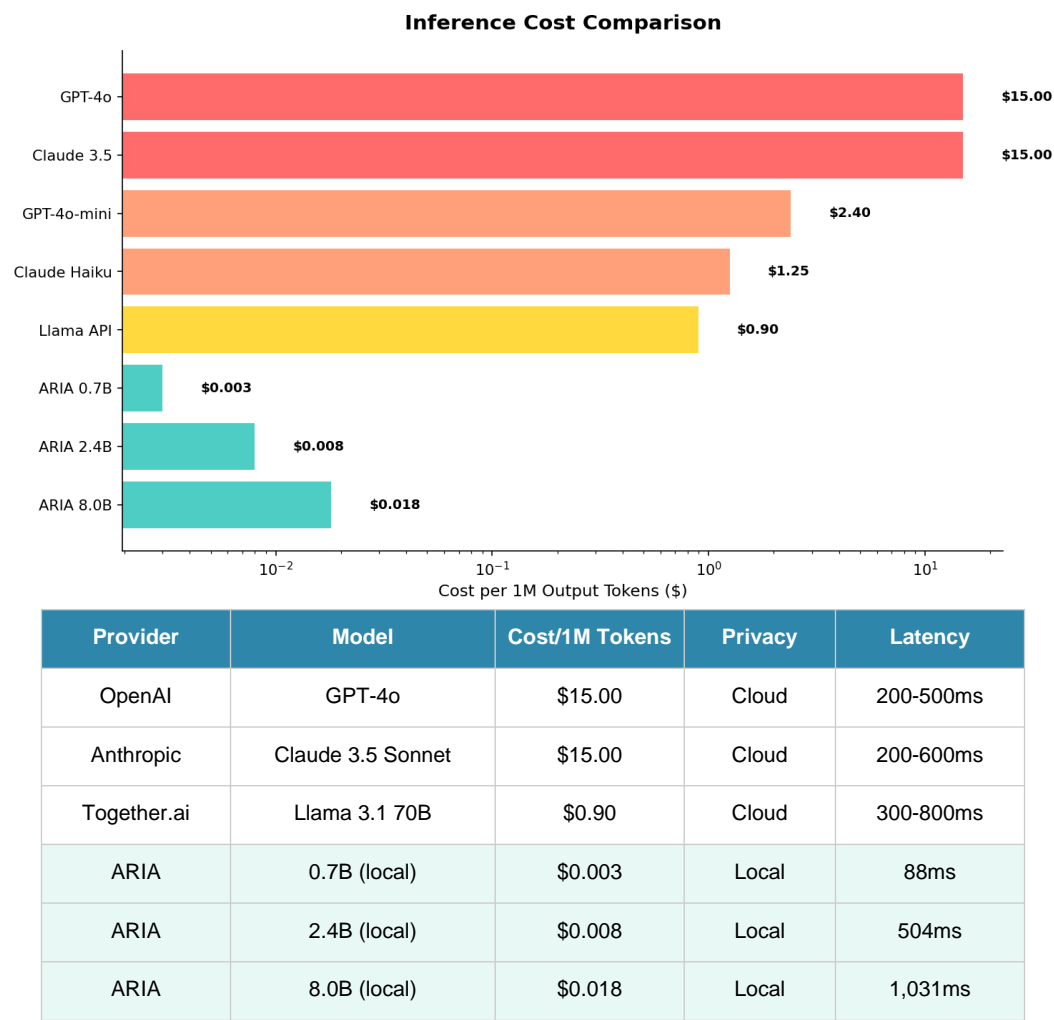 Inference Cost Comparison
GPT-4o $15.00
Claude 3.5 $15.00
GPT-4o-mini $2.40
Claude Haiku $1.25
Llama API $0.90
ARIA 0.7B $0.003
ARIA 2.4B $0.008
ARIA 8.0B $0.018
10⁻² 10⁻¹ 10⁰ 10¹
Cost per 1M Output Tokens ($)
Provider Model Cost/1M Tokens Privacy Latency
OpenAI GPT-4o $15.00 Cloud 200-500ms
Anthropic Claude 3.5 Sonnet $15.00 Cloud 200-600ms
Together.ai Llama 3.1 70B $0.90 Cloud 300-800ms
ARIA 0.7B (local) $0.003 Local 88ms
ARIA 2.4B (local) $0.008 Local 504ms
ARIA 8.0B (local) $0.018 Local 1,031ms